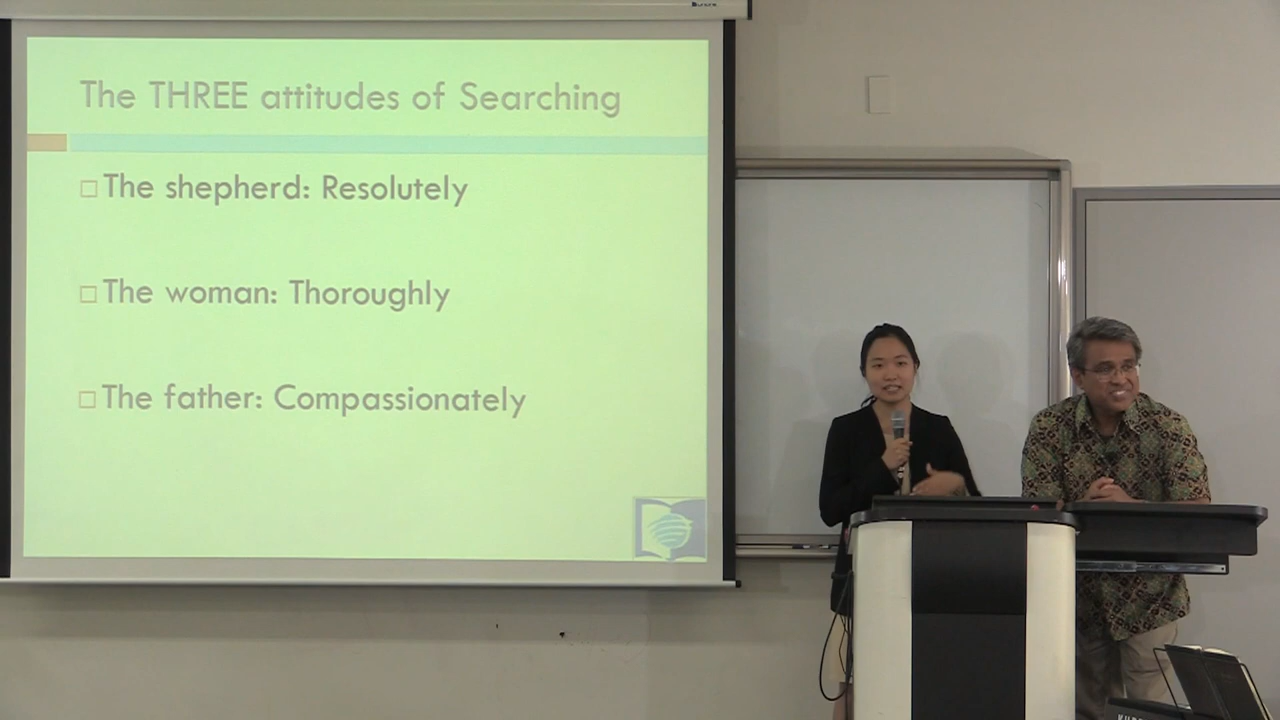 The THREE attitudes of Searching
The shepherd: Resolutely
The woman: Thoroughly
The father: Compassionately